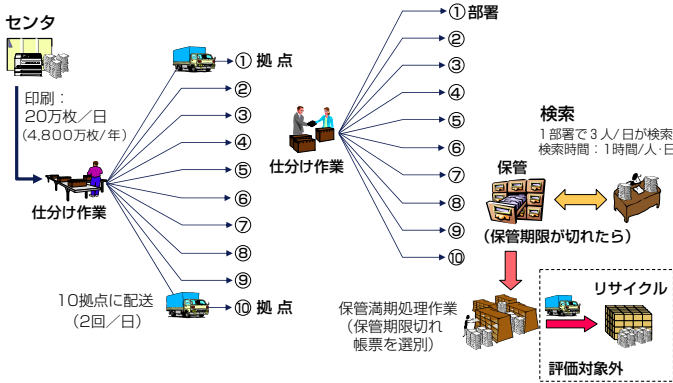 センタ
印刷：
20万枚／日
（4,800万枚/年）
仕分け作業
① 拠 点
②
③
④
⑤
⑥
⑦
⑧
⑨
⑩ 拠 点
10拠点に配送
（2回／日）
仕分け作業
① 部署
②
③
④
⑤
⑥
⑦
⑧
⑨
⑩
検索
1部署で3人/日が検索
検索時間：1時間/人･日
保管
（保管期限が切れたら）
保管満期処理作業
（保管期限切れ
帳票を選別）
リサイクル
評価対象外